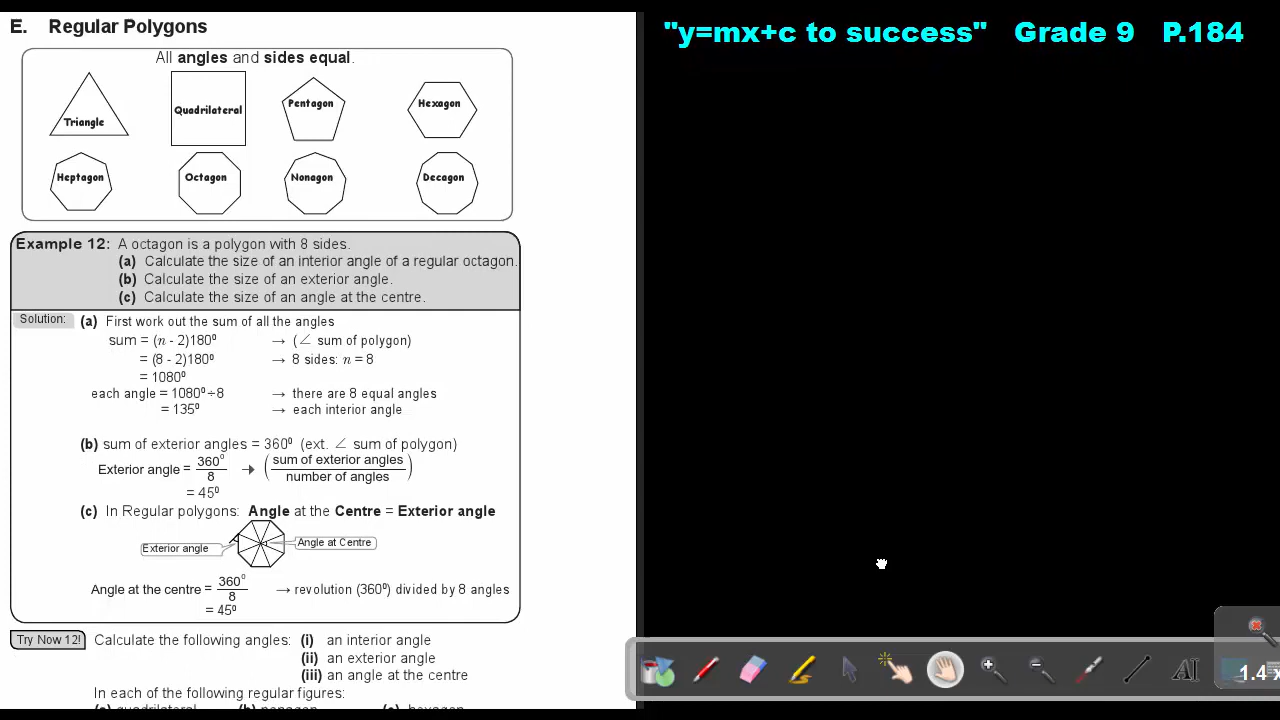 E. Regular Polygons
"y=mx+c to success" Grade 9 P.184
All angles and sides equal.
Triangle
Quadrilateral
Pentagon
Hexagon
Heptagon
Octagon
Nonagon
Decagon
Example 12: A octagon is a polygon with 8 sides.
(a) Calculate the size of an interior angle of a regular octagon.
(b) Calculate the size of an exterior angle.
(c) Calculate the size of an angle at the centre.
Solution: (a) First work out the sum of all the angles
sum = (n - 2)180⁰ → (∠ sum of polygon)
= (8 - 2)180⁰ → 8 sides: n = 8
= 1080⁰
each angle = 1080⁰÷8 → there are 8 equal angles
= 135⁰ → each interior angle
(b) sum of exterior angles = 360⁰ (ext. ∠ sum of polygon)
Exterior angle = 360°/8 → (sum of exterior angles/number of angles)
= 45⁰
(c) In Regular polygons: Angle at the Centre = Exterior angle
Exterior angle
Angle at Centre
Angle at the centre = 360°/8 → revolution (360⁰) divided by 8 angles
= 45⁰
Try Now 12! Calculate the following angles: (i) an interior angle
(ii) an exterior angle
(iii) an angle at the centre
In each of the following regular figures:
AI
1.4 x